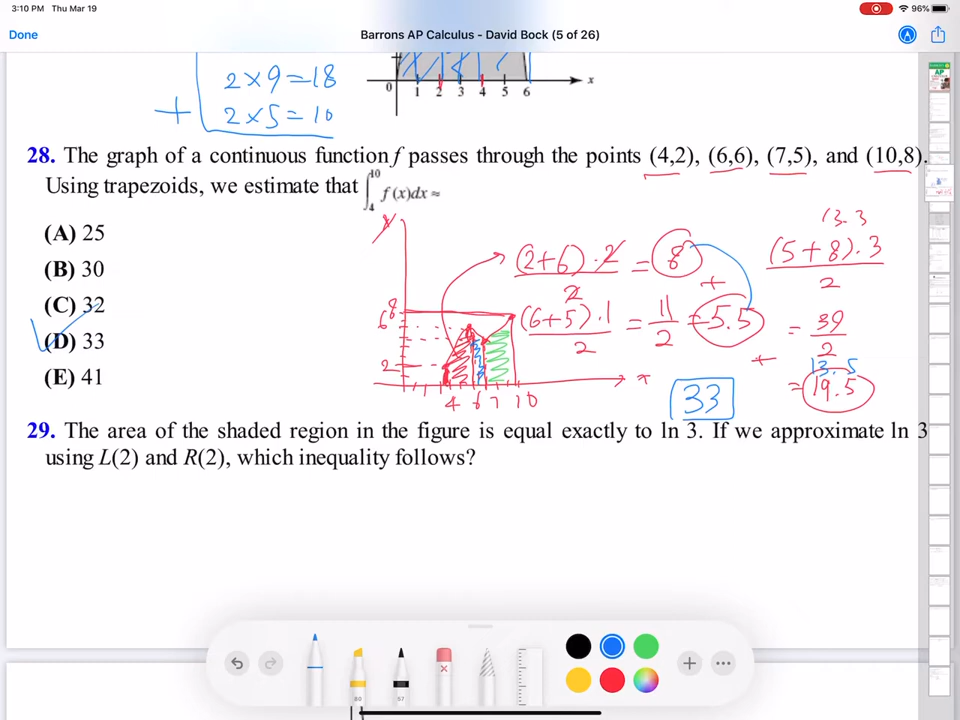 3:10 PM Thu Mar 19
96%
Done
Barrons AP Calculus - David Bock (5 of 26)
2×9=18
+ 2×5=10
0 1 2 3 4 5 6 x
28. The graph of a continuous function f passes through the points (4,2), (6,6), (7,5), and (10,8).
Using trapezoids, we estimate that ∫₄¹⁰ f(x)dx ≈
(A) 25
(B) 30
(C) 32
(D) 33
(E) 41
13.3
(2+6)·2/2 = 8
(5+8)·3/2
+
(6+5)·1/2 = 11/2 = 5.5
= 39/2
+
13.5
= 19.5
33
y
8
6
2
4 6 7 10
x
29. The area of the shaded region in the figure is equal exactly to ln 3. If we approximate ln 3
using L(2) and R(2), which inequality follows?